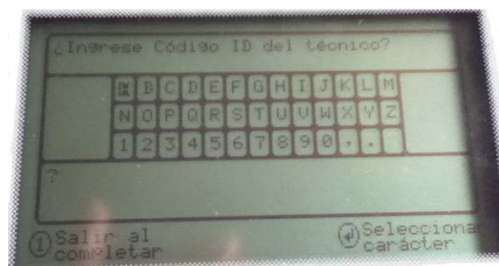 ¿Ingrese Código ID del técnico?
A B C D E F G H I J K L M
N O P Q R S T U V W X Y Z
1 2 3 4 5 6 7 8 9 0 , .
?
1 Salir al
completar
↵ Selecciona
carácter